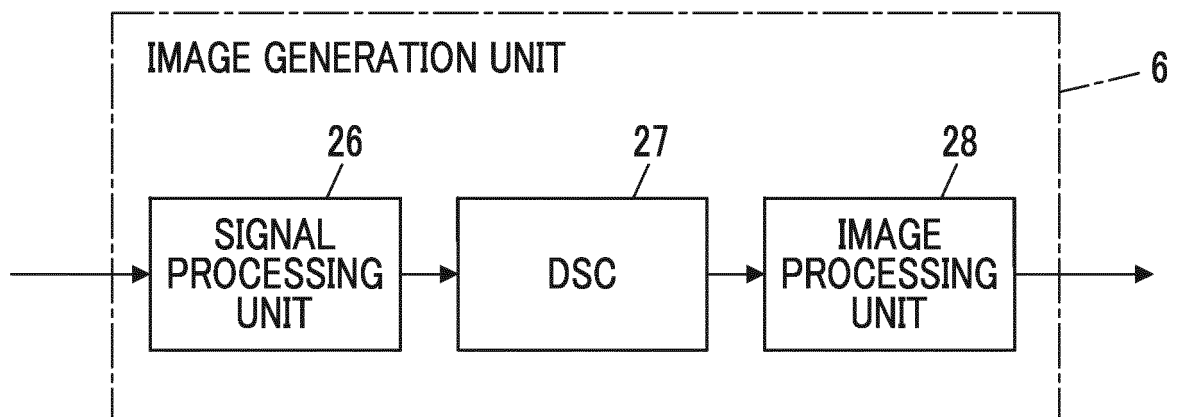 IMAGE GENERATION UNIT
6
26
27
28
SIGNAL
PROCESSING
UNIT
DSC
IMAGE
PROCESSING
UNIT